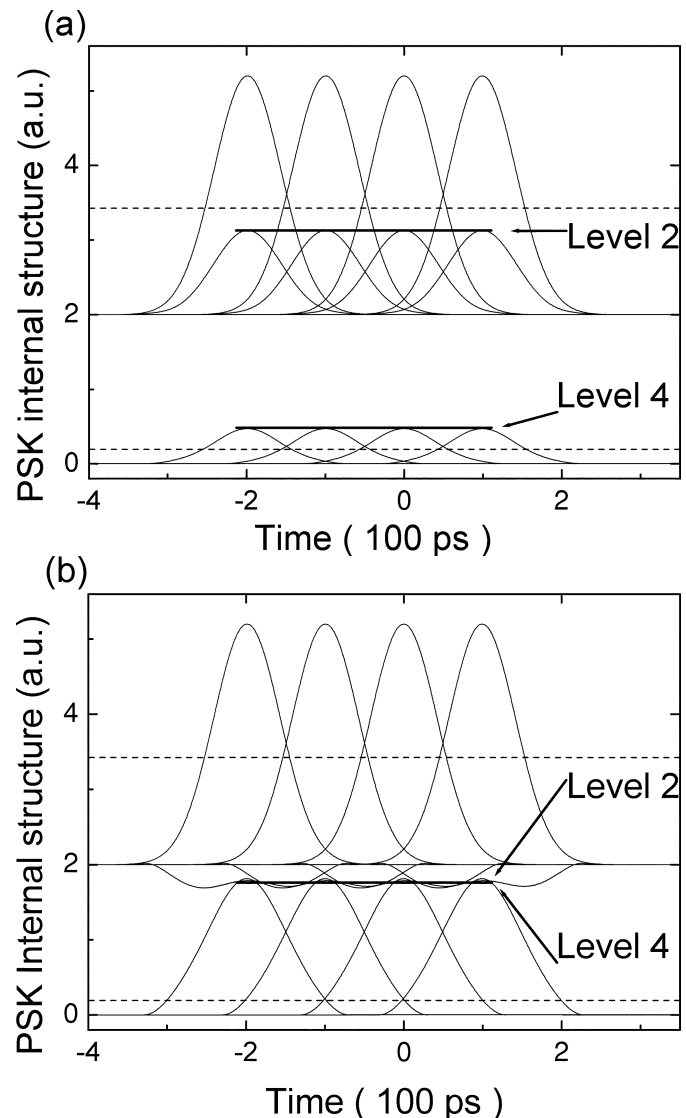 (a)
PSK internal structure (a.u.)
4
2
0
Level 2
Level 4
-4
-2
0
2
Time ( 100 ps )
(b)
PSK Internal structure (a.u.)
4
2
0
Level 2
Level 4
-4
-2
0
2
Time ( 100 ps )